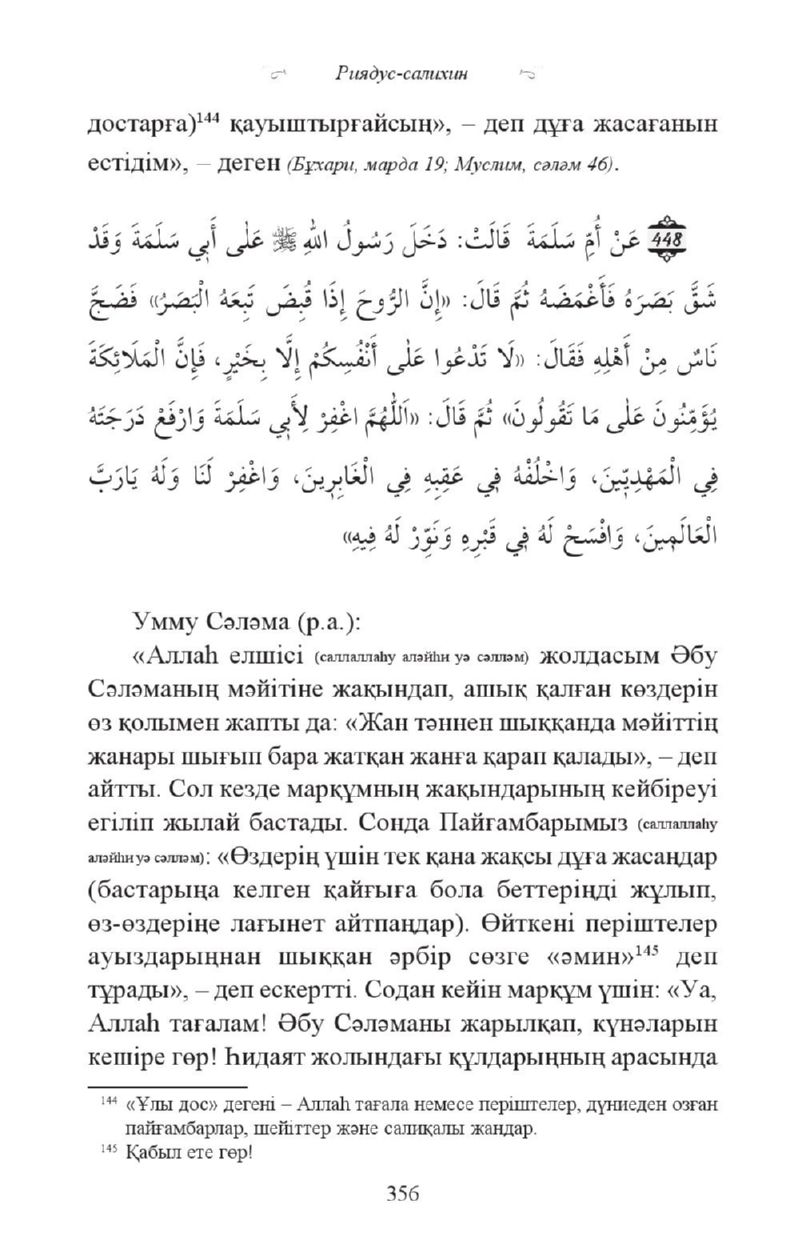 Риядус-салихин
достарға)¹⁴⁴ қауыштырғайсың», – деп дұға жасағанын
естідім», – деген (Бұхари, марда 19; Муслим, сәләм 46).
448 عَنْ أُمِّ سَلَمَةَ قَالَتْ: دَخَلَ رَسُولُ اللهِ ﷺ عَلَى أَبِي سَلَمَةَ وَقَدْ
شَقَّ بَصَرَهُ فَأَغْمَضَهُ ثُمَّ قَالَ: «إِنَّ الرُّوحَ إِذَا قُبِضَ تَبِعَهُ الْبَصَرُ» فَضَجَّ
نَاسٌ مِنْ أَهْلِهِ فَقَالَ: «لَا تَدْعُوا عَلَى أَنْفُسِكُمْ إِلَّا بِخَيْرٍ، فَإِنَّ الْمَلَائِكَةَ
يُؤَمِّنُونَ عَلَى مَا تَقُولُونَ» ثُمَّ قَالَ: «اَللَّهُمَّ اغْفِرْ لِأَبِي سَلَمَةَ وَارْفَعْ دَرَجَتَهُ
فِي الْمَهْدِيِّينَ، وَاخْلُفْهُ فِي عَقِبِهِ فِي الْغَابِرِينَ، وَاغْفِرْ لَنَا وَلَهُ يَارَبَّ
الْعَالَمِينَ، وَافْسَحْ لَهُ فِي قَبْرِهِ وَنَوِّرْ لَهُ فِيهِ»
Умму Сәләма (р.а.):
«Аллаһ елшісі (саллаллаһу аләйһи уә сәлләм) жолдасым Әбу
Сәләманың мәйітіне жақындап, ашық қалған көздерін
өз қолымен жапты да: «Жан тәннен шыққанда мәйіттің
жанары шығып бара жатқан жанға қарап қалады», – деп
айтты. Сол кезде марқұмның жақындарының кейбіреуі
егіліп жылай бастады. Сонда Пайғамбарымыз (саллаллаһу
аләйһи уә сәлләм): «Өздерің үшін тек қана жақсы дұға жасаңдар
(бастарыңа келген қайғыға бола беттеріңді жұлып,
өз-өздеріңе лағынет айтпаңдар). Өйткені періштелер
ауыздарыңнан шыққан әрбір сөзге «әмин»¹⁴⁵ деп
тұрады», – деп ескертті. Содан кейін марқұм үшін: «Уа,
Аллаһ тағалам! Әбу Сәләманы жарылқап, күнәларын
кешіре гөр! Һидаят жолындағы құлдарыңның арасында
¹⁴⁴ «Ұлы дос» дегені – Аллаһ тағала немесе періштелер, дүниеден озған
пайғамбарлар, шейіттер және салиқалы жандар.
¹⁴⁵ Қабыл ете гөр!
356